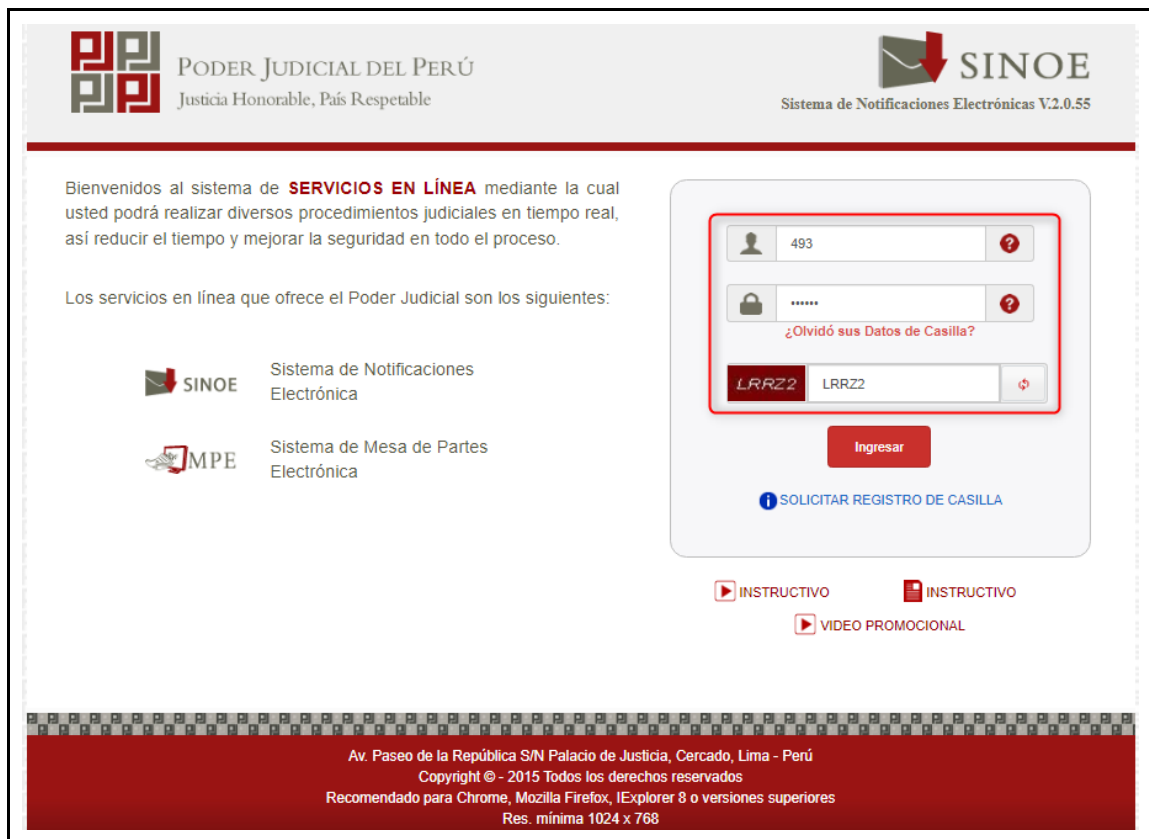 PODER JUDICIAL DEL PERÚ
Justicia Honorable, País Respetable
SINOE
Sistema de Notificaciones Electrónicas V.2.0.55
Bienvenidos al sistema de SERVICIOS EN LÍNEA mediante la cual
usted podrá realizar diversos procedimientos judiciales en tiempo real,
así reducir el tiempo y mejorar la seguridad en todo el proceso.
Los servicios en línea que ofrece el Poder Judicial son los siguientes:
SINOE
Sistema de Notificaciones
Electrónica
MPE
Sistema de Mesa de Partes
Electrónica
493
?
••••••
?
¿Olvidó sus Datos de Casilla?
LRRZ2 LRRZ2
Ingresar
SOLICITAR REGISTRO DE CASILLA
INSTRUCTIVO INSTRUCTIVO
VIDEO PROMOCIONAL
Av. Paseo de la República S/N Palacio de Justicia, Cercado, Lima - Perú
Copyright © - 2015 Todos los derechos reservados
Recomendado para Chrome, Mozilla Firefox, IExplorer 8 o versiones superiores
Res. mínima 1024 x 768